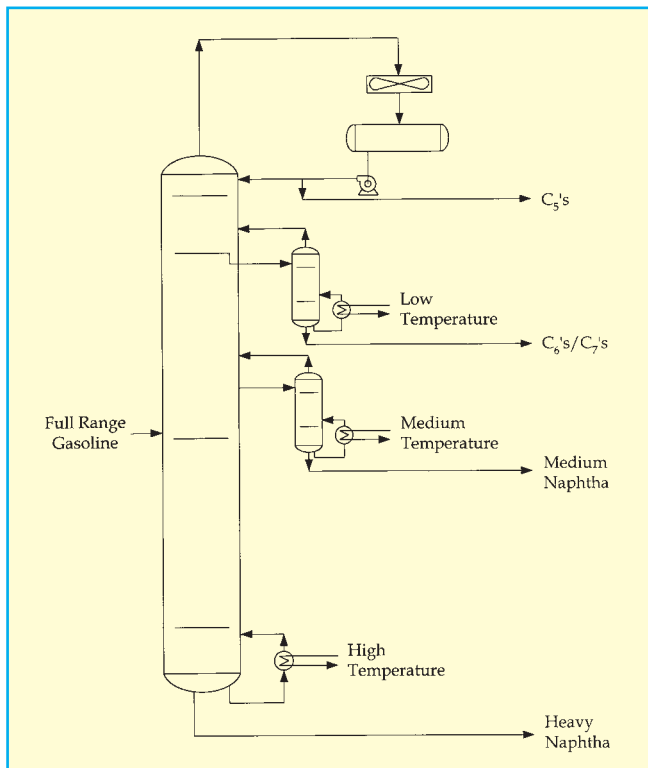 C₅'s
Low
Temperature
C₆'s/C₇'s
Full Range
Gasoline
Medium
Temperature
Medium
Naphtha
High
Temperature
Heavy
Naphtha